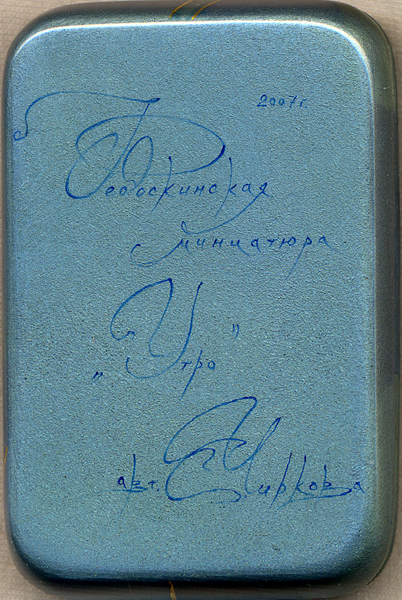 2007г.
Федоскинская
миниатюра
„Утро"
авт. Чиркова